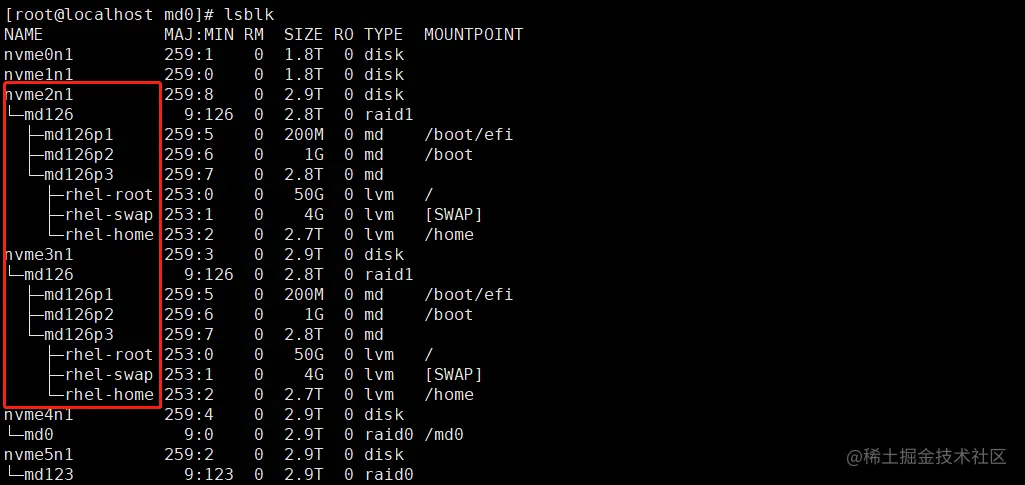 [root@localhost md0]# lsblk
NAME            MAJ:MIN RM  SIZE RO TYPE  MOUNTPOINT
nvme0n1         259:1    0  1.8T  0 disk
nvme1n1         259:0    0  1.8T  0 disk
nvme2n1         259:8    0  2.9T  0 disk
└─md126           9:126  0  2.8T  0 raid1
  ├─md126p1     259:5    0  200M  0 md    /boot/efi
  ├─md126p2     259:6    0    1G  0 md    /boot
  └─md126p3     259:7    0  2.8T  0 md
    ├─rhel-root 253:0    0   50G  0 lvm   /
    ├─rhel-swap 253:1    0    4G  0 lvm   [SWAP]
    └─rhel-home 253:2    0  2.7T  0 lvm   /home
nvme3n1         259:3    0  2.9T  0 disk
└─md126           9:126  0  2.8T  0 raid1
  ├─md126p1     259:5    0  200M  0 md    /boot/efi
  ├─md126p2     259:6    0    1G  0 md    /boot
  └─md126p3     259:7    0  2.8T  0 md
    ├─rhel-root 253:0    0   50G  0 lvm   /
    ├─rhel-swap 253:1    0    4G  0 lvm   [SWAP]
    └─rhel-home 253:2    0  2.7T  0 lvm   /home
nvme4n1         259:4    0  2.9T  0 disk
└─md0             9:0    0  2.9T  0 raid0 /md0
nvme5n1         259:2    0  2.9T  0 disk
└─md123           9:123  0  2.9T  0 raid0
@稀土掘金技术社区